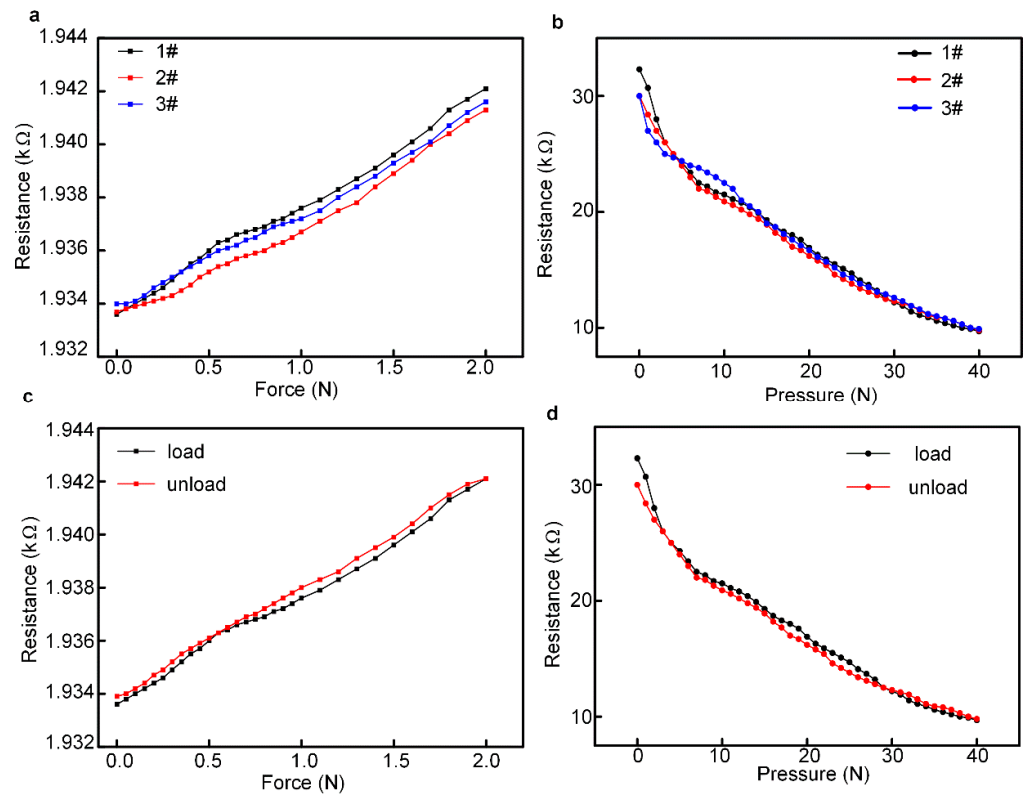 a
1.944
1.942
1.940
1.938
1.936
1.934
1.932
Resistance (kΩ)
1#
2#
3#
0.0 0.5 1.0 1.5 2.0
Force (N)
b
30
20
10
Resistance (kΩ)
1#
2#
3#
0 10 20 30 40
Pressure (N)
c
1.944
1.942
1.940
1.938
1.936
1.934
1.932
Resistance (kΩ)
load
unload
0.0 0.5 1.0 1.5 2.0
Force (N)
d
30
20
10
Resistance (kΩ)
load
unload
0 10 20 30 40
Pressure (N)